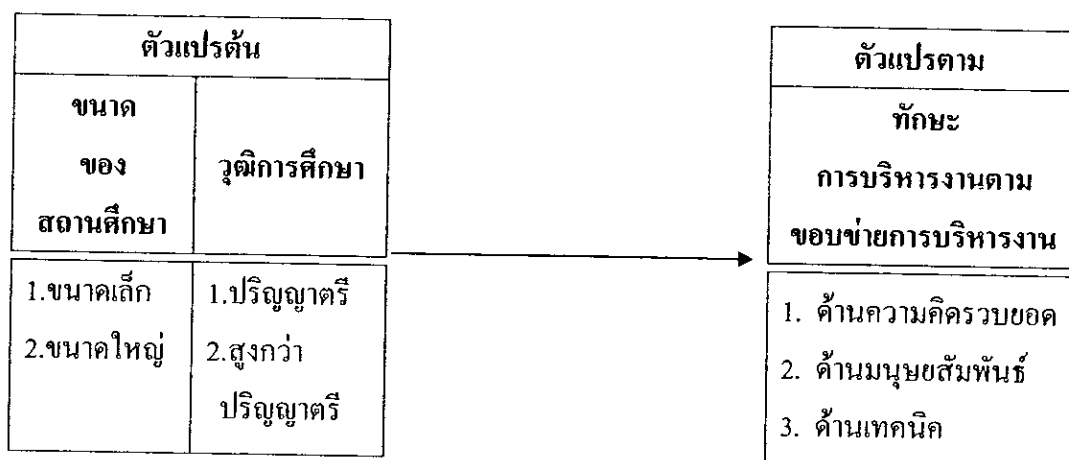 ตัวแปรต้น
ขนาด
ของ
สถานศึกษา
วุฒิการศึกษา
1.ขนาดเล็ก
2.ขนาดใหญ่
1.ปริญญาตรี
2.สูงกว่า
ปริญญาตรี
ตัวแปรตาม
ทักษะ
การบริหารงานตาม
ขอบข่ายการบริหารงาน
1. ด้านความคิดรวบยอด
2. ด้านมนุษยสัมพันธ์
3. ด้านเทคนิค